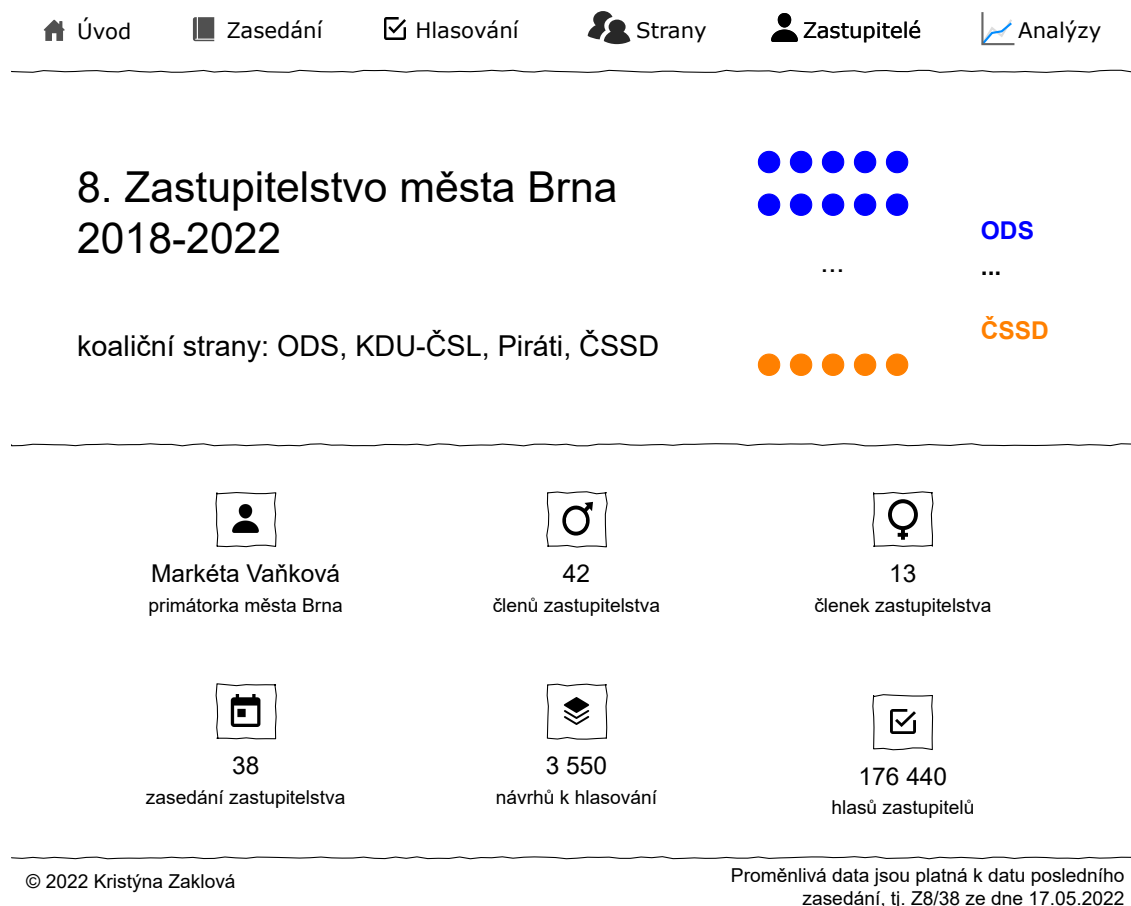 Úvod Zasedání Hlasování Strany Zastupitelé Analýzy
8. Zastupitelstvo města Brna
2018-2022
koaliční strany: ODS, KDU-ČSL, Piráti, ČSSD
...
ODS
...
ČSSD
Markéta Vaňková
primátorka města Brna
42
členů zastupitelstva
13
členek zastupitelstva
38
zasedání zastupitelstva
3 550
návrhů k hlasování
176 440
hlasů zastupitelů
© 2022 Kristýna Zaklová
Proměnlivá data jsou platná k datu posledního
zasedání, tj. Z8/38 ze dne 17.05.2022